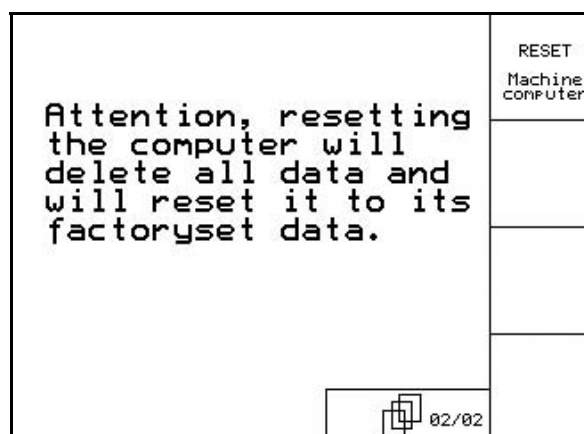 Attention, resetting
the computer will
delete all data and
will reset it to its
factoryset data.
RESET
Machine
computer
02/02